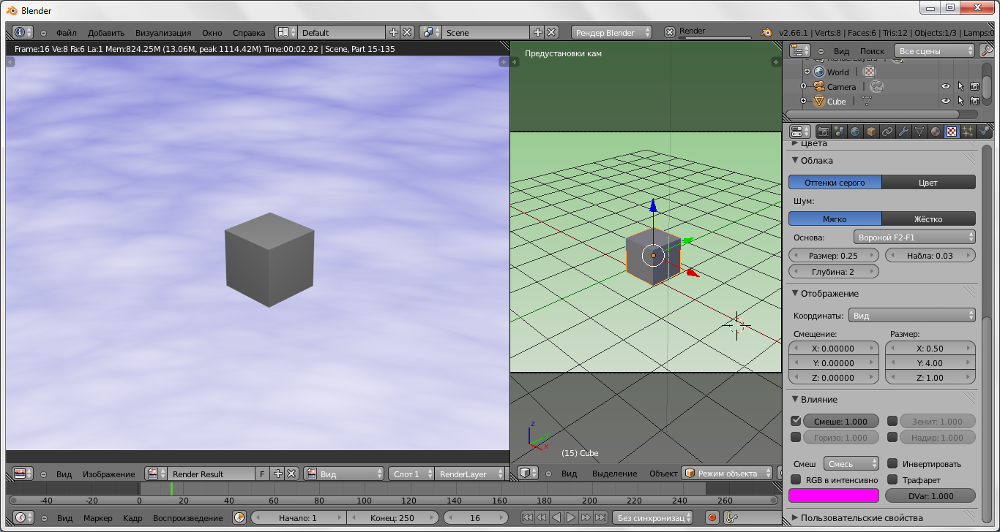 Blender
Файл Добавить Визуализация Окно Справка Default Scene Рендер Blender Render v2.66.1 | Verts:8 | Faces:6 | Tris:12 | Objects:1/3 | Lamps:0
Frame:16 Ve:8 Fa:6 La:1 Mem:824.25M (13.06M, peak 1114.42M) Time:00:02.92 | Scene, Part 15-135
Предустановки кам
(15) Cube
z
y
x
Вид Поиск Все сцены
RenderLayers
World
Camera
Cube
Цвета
Облака
Оттенки серого Цвет
Шум:
Мягко Жёстко
Основа: Вороной F2-F1
Размер: 0.25 Набла: 0.03
Глубина: 2
Отображение
Координаты: Вид
Смещение: Размер:
X: 0.00000 X: 0.50
Y: 0.00000 Y: 4.00
Z: 0.00000 Z: 1.00
Влияние
Смеше: 1.000 Зенит: 1.000
Горизо: 1.000 Надир: 1.000
Смеш Смесь Инвертировать
RGB в интенсивно Трафарет
DVar: 1.000
Пользовательские свойства
Вид Изображение Render Result F Вид Слот 1 RenderLayer
Вид Выделение Объект Режим объекта
-40 -20 0 20 40 60 80 100 120 140 160 180 200 220 240 260
Вид Маркер Кадр Воспроизведение Начало: 1 Конец: 250 16 Без синхронизац